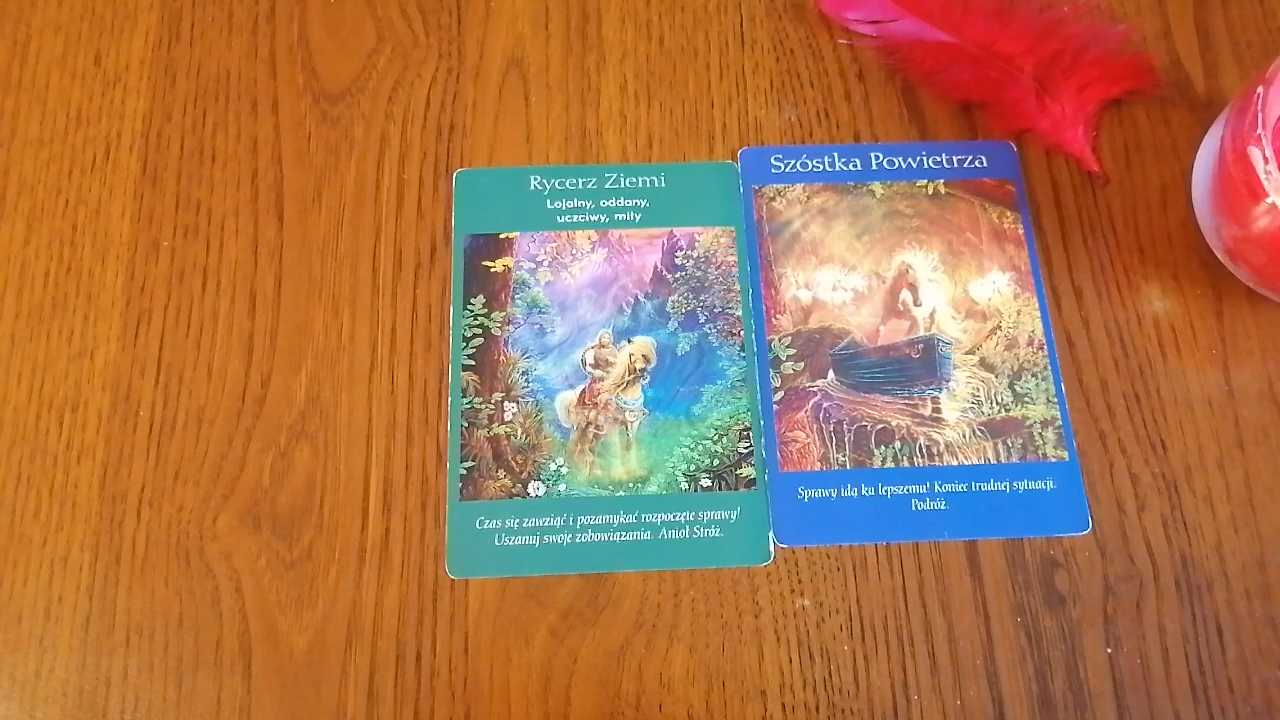 Rycerz Ziemi
Lojalny, oddany,
uczciwy, miły
Czas się zawziąć i pozamykać rozpoczęte sprawy!
Uszanuj swoje zobowiązania. Anioł Stróż.
Szóstka Powietrza
Sprawy idą ku lepszemu! Koniec trudnej sytuacji.
Podróż.